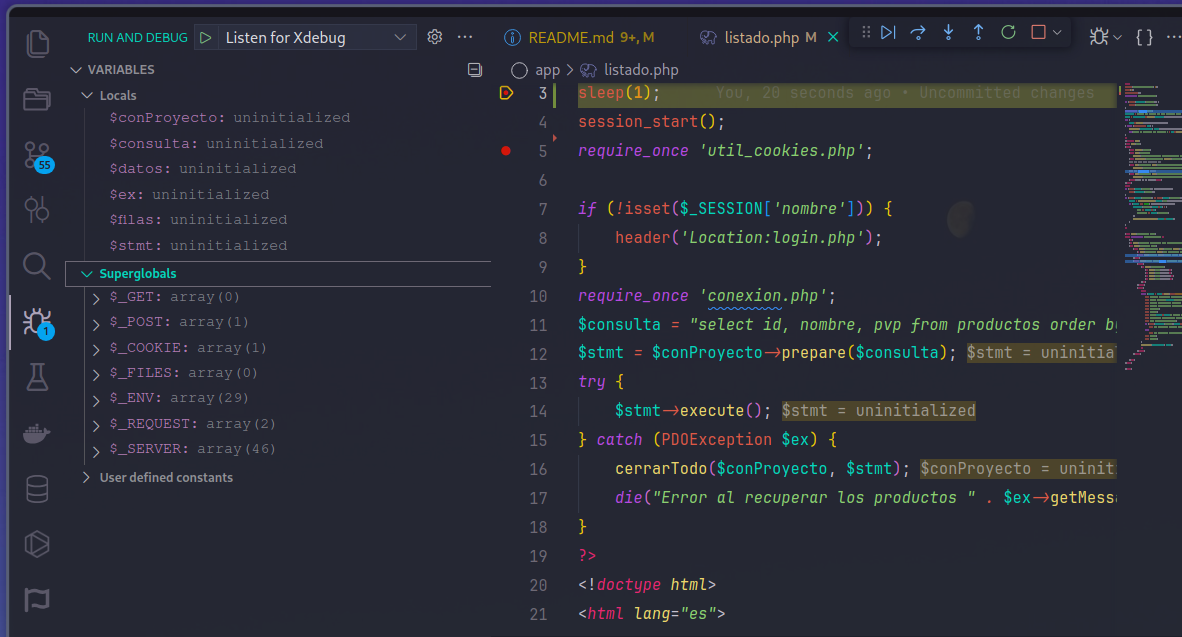 RUN AND DEBUG
Listen for Xdebug
README.md 9+, M
listado.php M
VARIABLES
Locals
$conProyecto: uninitialized
$consulta: uninitialized
$datos: uninitialized
$ex: uninitialized
$filas: uninitialized
$stmt: uninitialized
Superglobals
$_GET: array(0)
$_POST: array(1)
$_COOKIE: array(1)
$_FILES: array(0)
$_ENV: array(29)
$_REQUEST: array(2)
$_SERVER: array(46)
User defined constants
55
1
app > listado.php
3 sleep(1); You, 20 seconds ago • Uncommitted changes
4 session_start();
5 require_once 'util_cookies.php';
6
7 if (!isset($_SESSION['nombre'])) {
8 header('Location:login.php');
9 }
10 require_once 'conexion.php';
11 $consulta = "select id, nombre, pvp from productos order b
12 $stmt = $conProyecto->prepare($consulta); $stmt = uninitia
13 try {
14 $stmt->execute(); $stmt = uninitialized
15 } catch (PDOException $ex) {
16 cerrarTodo($conProyecto, $stmt); $conProyecto = uninit
17 die("Error al recuperar los productos " . $ex->getMess
18 }
19 ?>
20 <!doctype html>
21 <html lang="es">